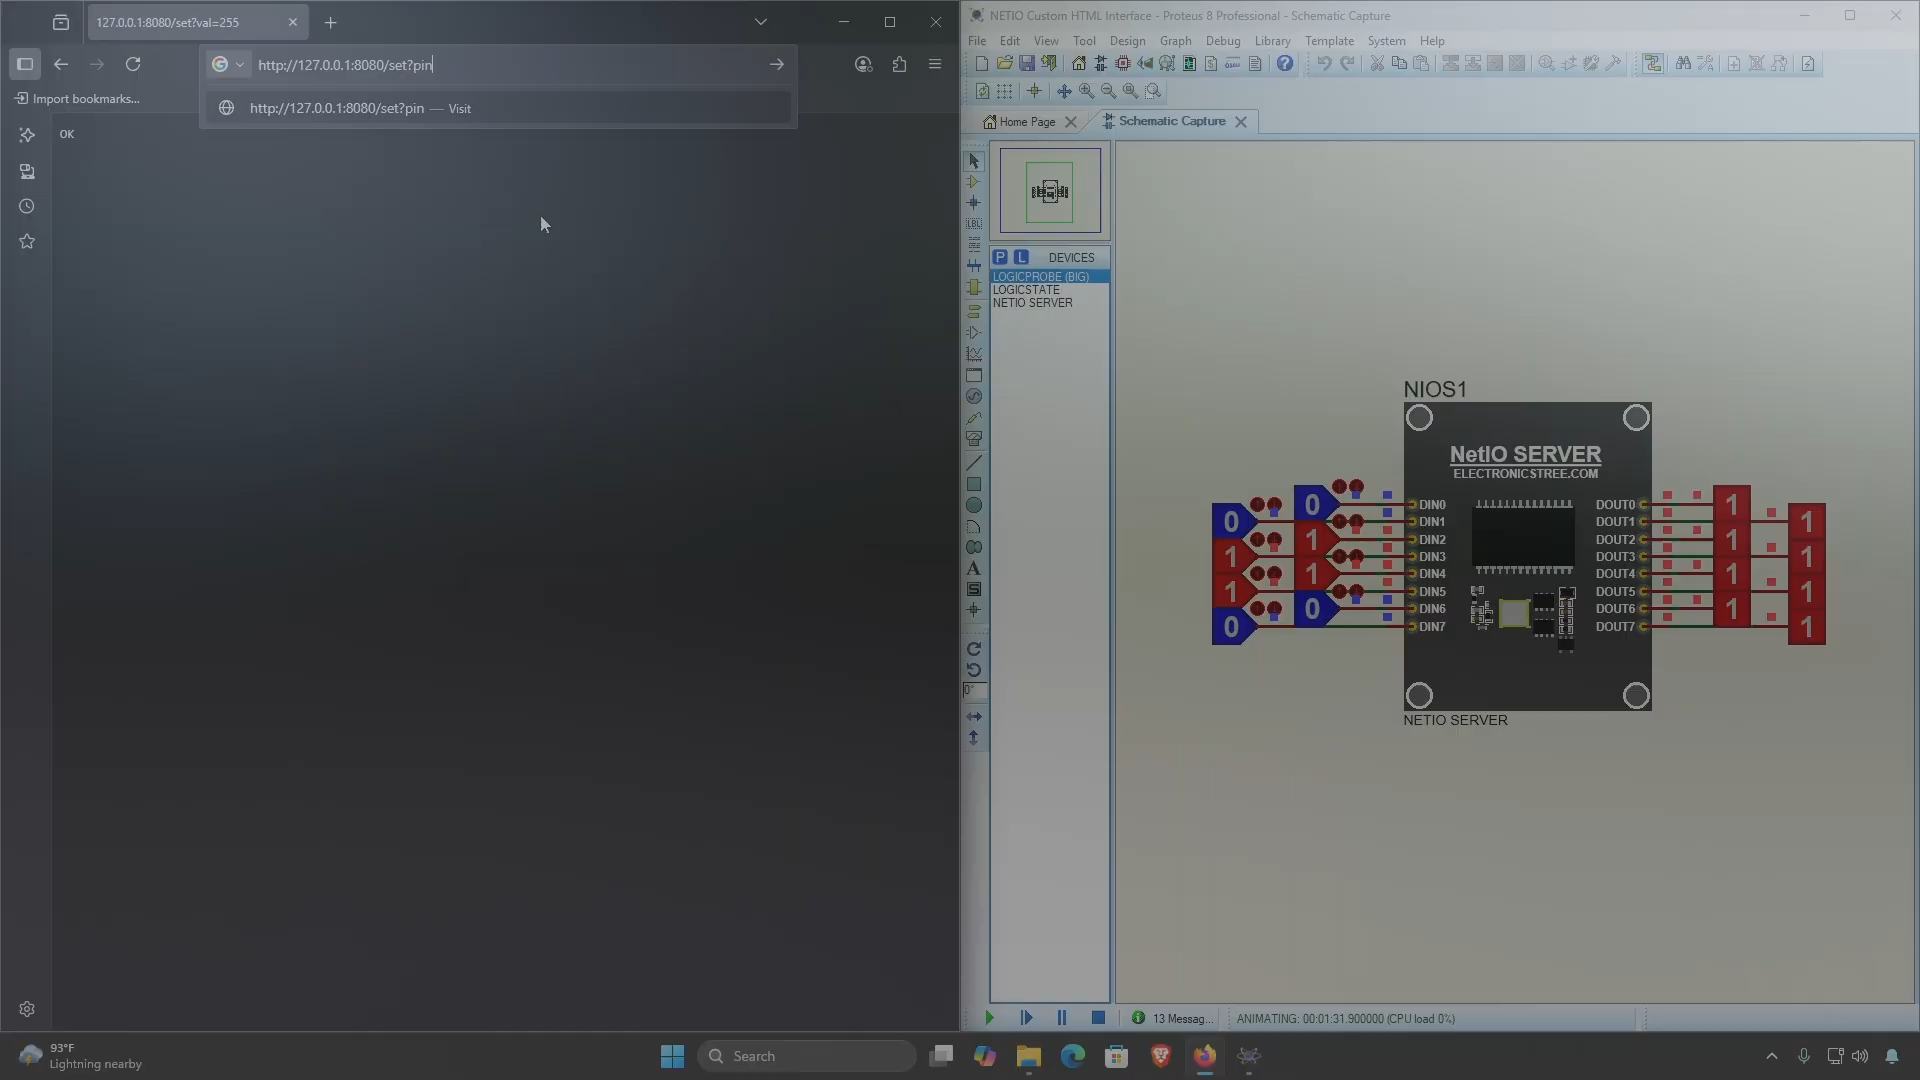 127.0.0.1:8080/set?val=255
http://127.0.0.1:8080/set?pin
Import bookmarks...
http://127.0.0.1:8080/set?pin — Visit
OK
NETIO Custom HTML Interface - Proteus 8 Professional - Schematic Capture
File Edit View Tool Design Graph Debug Library Template System Help
Home Page
Schematic Capture
P L DEVICES
LOGICPROBE (BIG)
LOGICSTATE
NETIO SERVER
LBL
A
S
0°
NIOS1
NetIO SERVER
ELECTRONICSTREE.COM
0 0 DIN0 DOUT0 1
DIN1 DOUT1 1
1 1 DIN2 DOUT2 1
DIN3 DOUT3 1
1 1 DIN4 DOUT4 1
DIN5 DOUT5 1
0 0 DIN6 DOUT6 1
DIN7 DOUT7 1
NETIO SERVER
13 Messag...
ANIMATING: 00:01:31.900000 (CPU load 0%)
93°F
Lightning nearby
Search